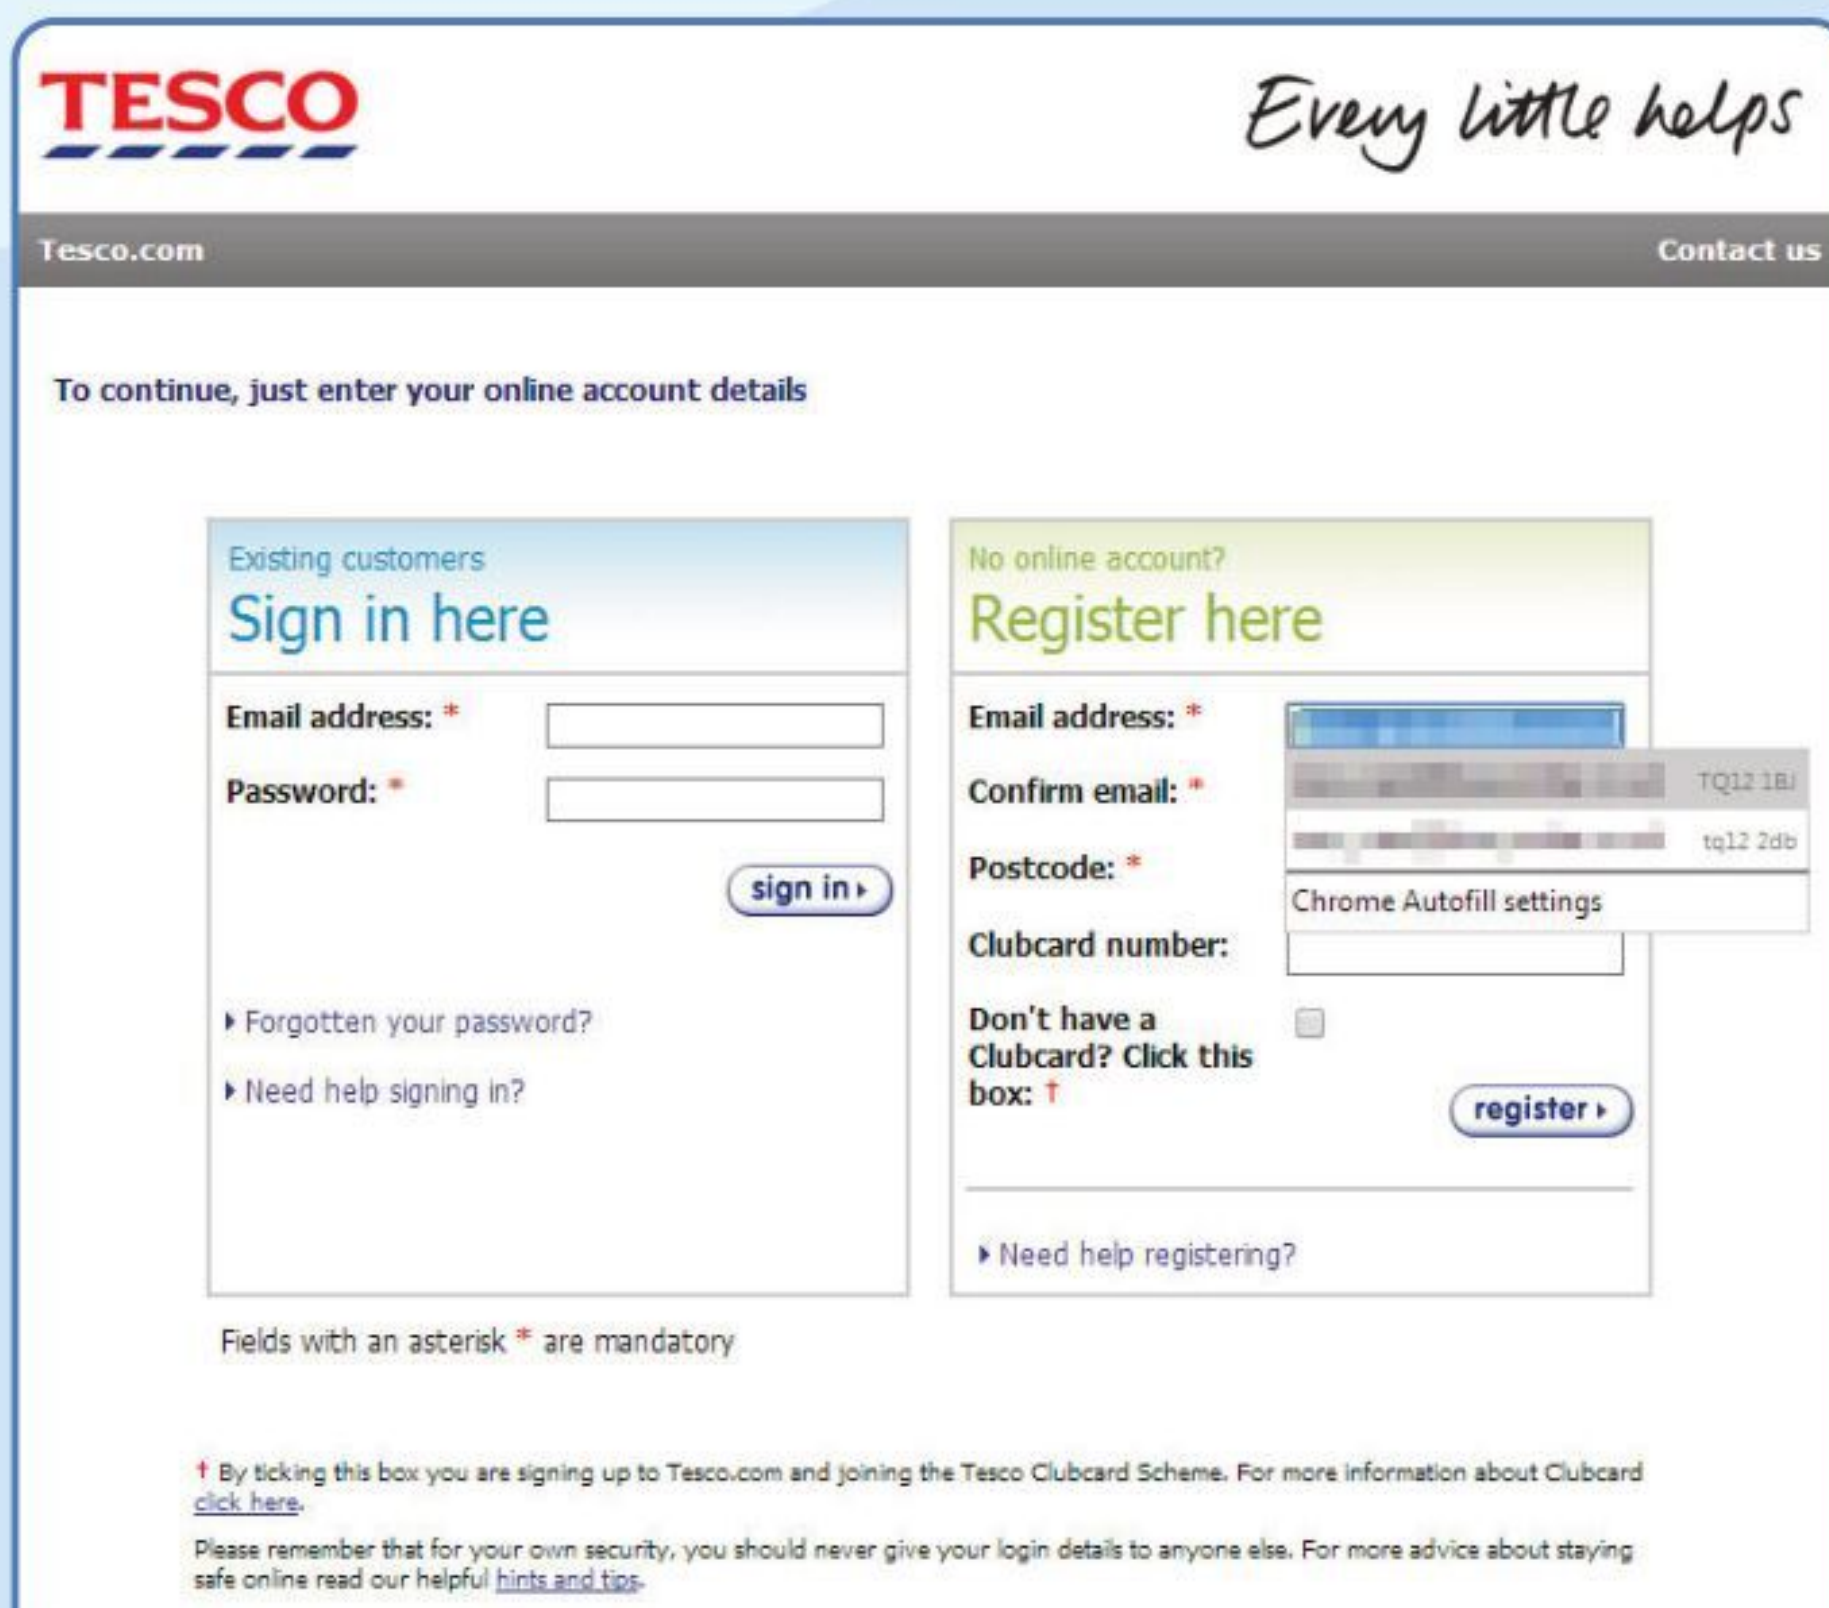 TESCO
Every little helps
Tesco.com
Contact us
To continue, just enter your online account details
Existing customers
Sign in here
Email address: *
Password: *
sign in
Forgotten your password?
Need help signing in?
No online account?
Register here
Email address: *
Confirm email: *
TQ12 1BJ
tq12 2db
Postcode: *
Chrome Autofill settings
Clubcard number:
Don't have a
Clubcard? Click this
box: †
register
Need help registering?
Fields with an asterisk * are mandatory
† By ticking this box you are signing up to Tesco.com and joining the Tesco Clubcard Scheme. For more information about Clubcard
click here.
Please remember that for your own security, you should never give your login details to anyone else. For more advice about staying
safe online read our helpful hints and tips.